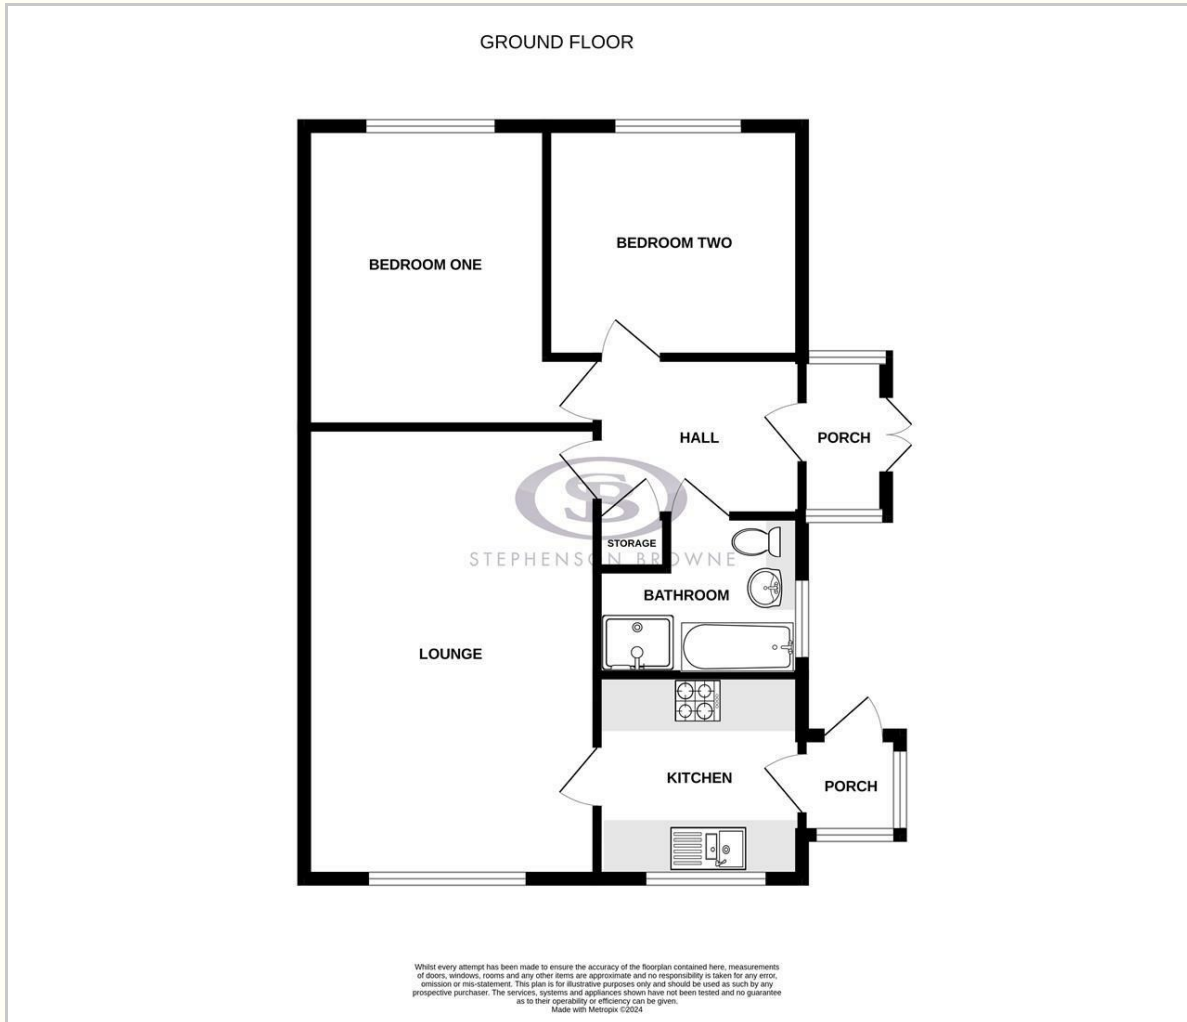 GROUND FLOOR
BEDROOM ONE
BEDROOM TWO
HALL
PORCH
STORAGE
STEPHENSON BROWNE
BATHROOM
LOUNGE
KITCHEN
PORCH
Whilst every attempt has been made to ensure the accuracy of the floorplan contained here, measurements
of doors, windows, rooms and any other items are approximate and no responsibility is taken for any error,
omission or mis-statement. This plan is for illustrative purposes only and should be used as such by any
prospective purchaser. The services, systems and appliances shown have not been tested and no guarantee
as to their operability or efficiency can be given.
Made with Metropix ©2024